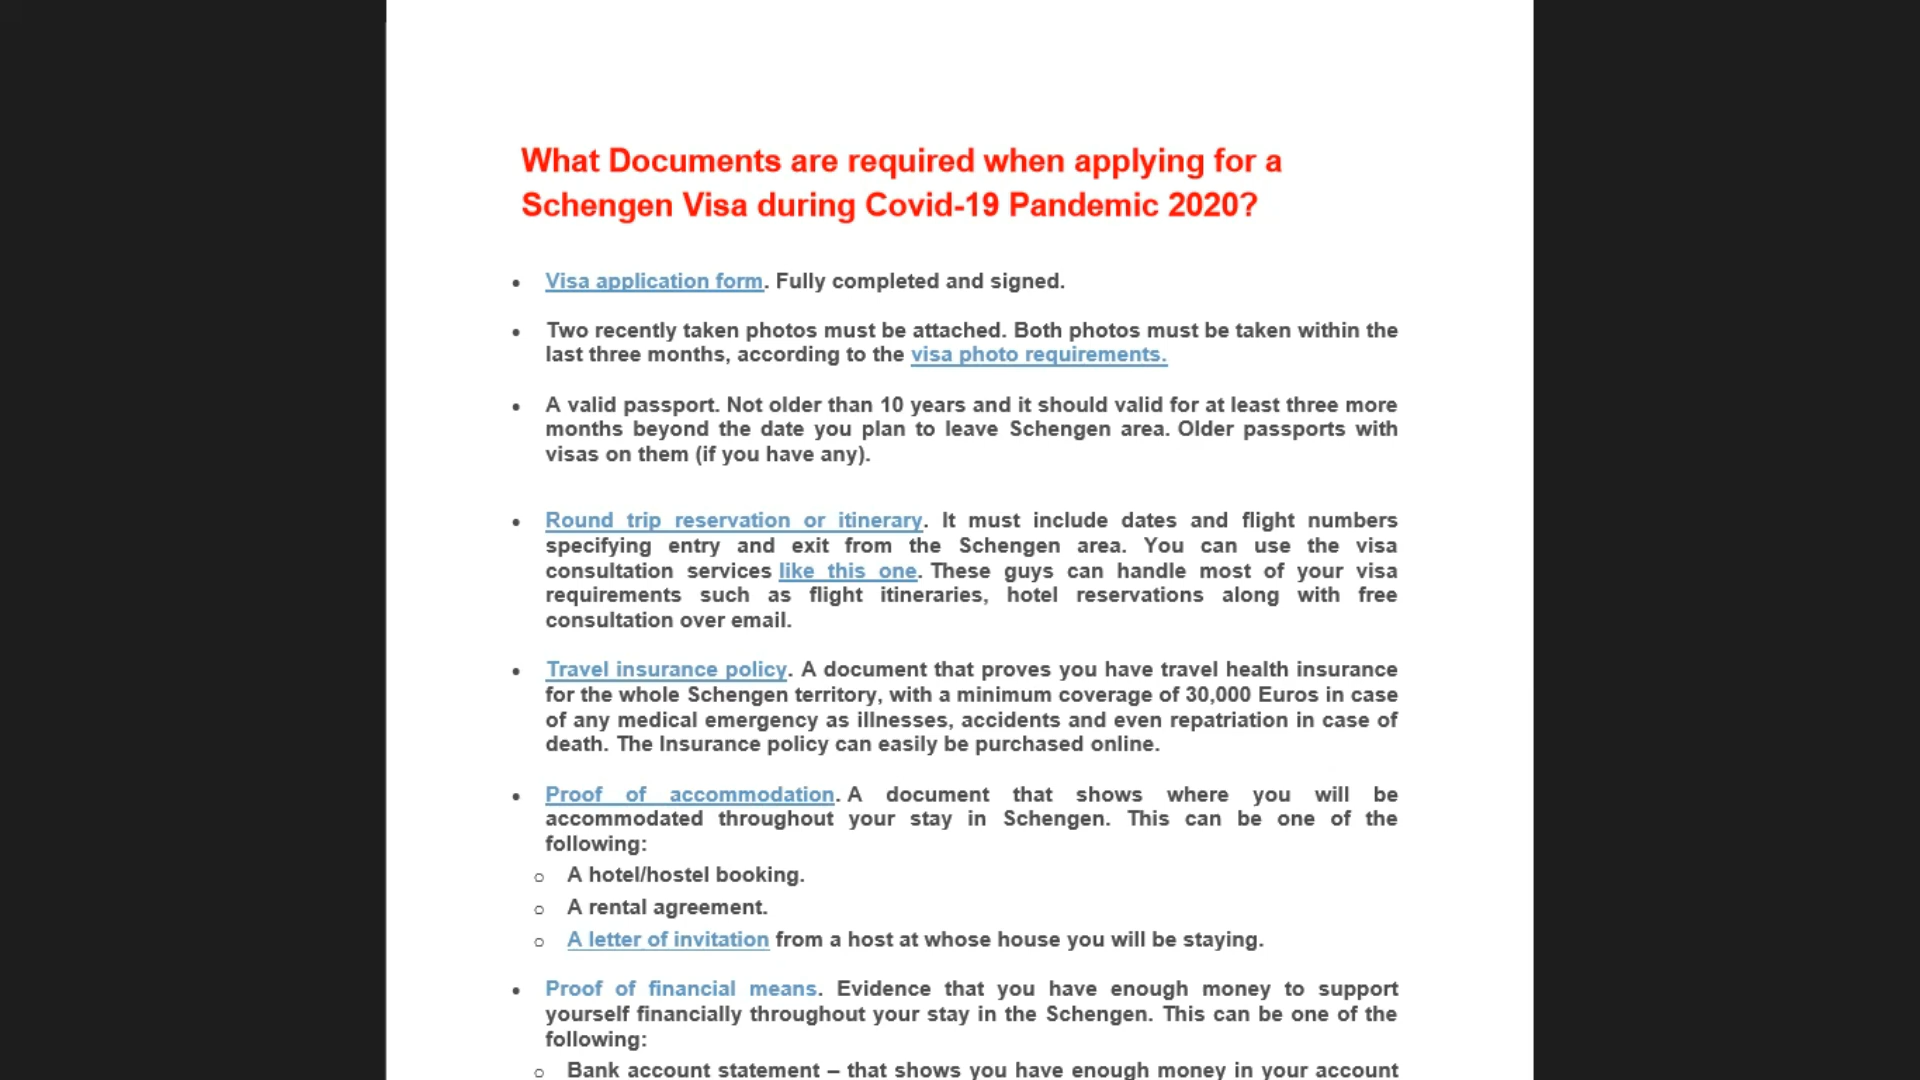 What Documents are required when applying for a
Schengen Visa during Covid-19 Pandemic 2020?
• Visa application form. Fully completed and signed.
• Two recently taken photos must be attached. Both photos must be taken within the
last three months, according to the visa photo requirements.
• A valid passport. Not older than 10 years and it should valid for at least three more
months beyond the date you plan to leave Schengen area. Older passports with
visas on them (if you have any).
• Round trip reservation or itinerary. It must include dates and flight numbers
specifying entry and exit from the Schengen area. You can use the visa
consultation services like this one. These guys can handle most of your visa
requirements such as flight itineraries, hotel reservations along with free
consultation over email.
• Travel insurance policy. A document that proves you have travel health insurance
for the whole Schengen territory, with a minimum coverage of 30,000 Euros in case
of any medical emergency as illnesses, accidents and even repatriation in case of
death. The Insurance policy can easily be purchased online.
• Proof of accommodation. A document that shows where you will be
accommodated throughout your stay in Schengen. This can be one of the
following:
o A hotel/hostel booking.
o A rental agreement.
o A letter of invitation from a host at whose house you will be staying.
• Proof of financial means. Evidence that you have enough money to support
yourself financially throughout your stay in the Schengen. This can be one of the
following:
o Bank account statement – that shows you have enough money in your account